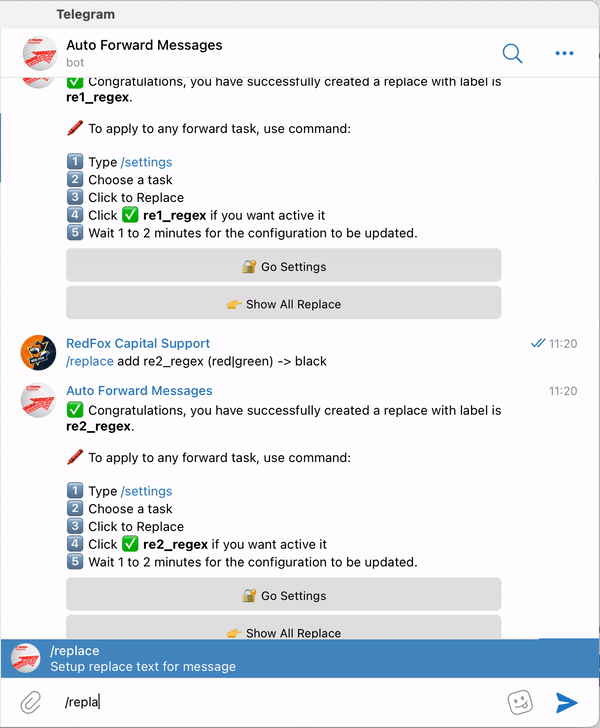 Telegram
Auto Forward Messages
bot
✅ Congratulations, you have successfully created a replace with label is
re1_regex.
🖍 To apply to any forward task, use command:
1️⃣ Type /settings
2️⃣ Choose a task
3️⃣ Click to Replace
4️⃣ Click ✅ re1_regex if you want active it
5️⃣ Wait 1 to 2 minutes for the configuration to be updated.
🔐 Go Settings
👉 Show All Replace
RedFox Capital Support 11:20
/replace add re2_regex (red|green) -> black
Auto Forward Messages 11:20
✅ Congratulations, you have successfully created a replace with label is
re2_regex.
🖍 To apply to any forward task, use command:
1️⃣ Type /settings
2️⃣ Choose a task
3️⃣ Click to Replace
4️⃣ Click ✅ re2_regex if you want active it
5️⃣ Wait 1 to 2 minutes for the configuration to be updated.
🔐 Go Settings
👉 Show All Replace
/replace
Setup replace text for message
/repla